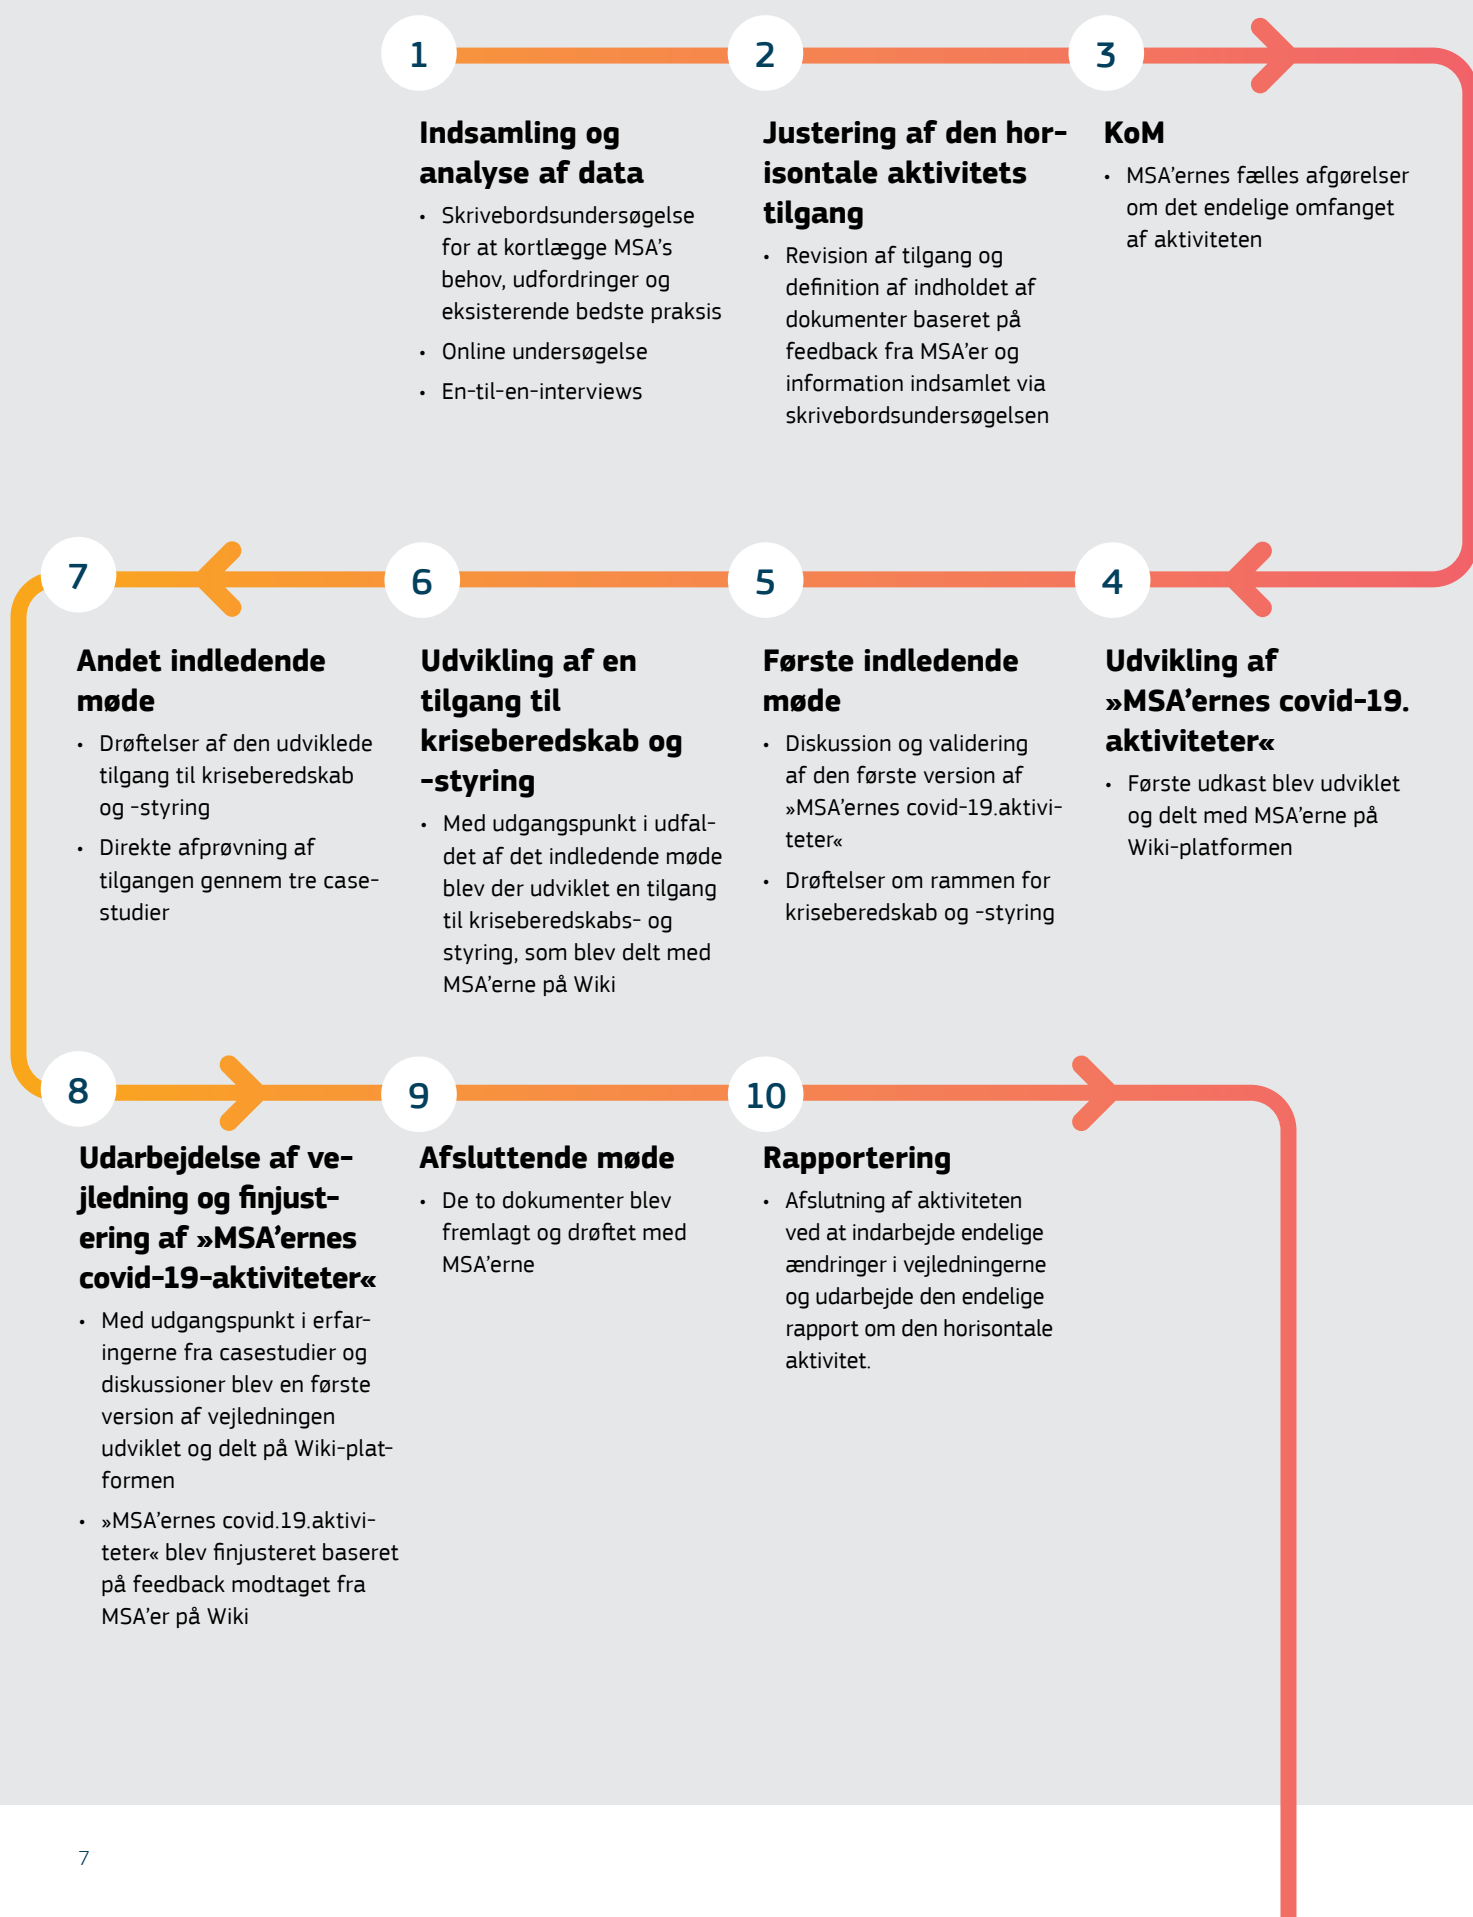 1
Indsamling og
analyse af data
• Skrivebordsundersøgelse
for at kortlægge MSA’s
behov, udfordringer og
eksisterende bedste praksis
• Online undersøgelse
• En-til-en-interviews
2
Justering af den hor-
isontale aktivitets
tilgang
• Revision af tilgang og
definition af indholdet af
dokumenter baseret på
feedback fra MSA’er og
information indsamlet via
skrivebordsundersøgelsen
3
KoM
• MSA’ernes fælles afgørelser
om det endelige omfanget
af aktiviteten
4
Udvikling af
»MSA’ernes covid-19.
aktiviteter«
• Første udkast blev udviklet
og delt med MSA’erne på
Wiki-platformen
5
Første indledende
møde
• Diskussion og validering
af den første version af
»MSA’ernes covid-19.aktivi-
teter«
• Drøftelser om rammen for
kriseberedskab og -styring
6
Udvikling af en
tilgang til
kriseberedskab og
-styring
• Med udgangspunkt i udfal-
det af det indledende møde
blev der udviklet en tilgang
til kriseberedskabs- og
styring, som blev delt med
MSA’erne på Wiki
7
Andet indledende
møde
• Drøftelser af den udviklede
tilgang til kriseberedskab
og -styring
• Direkte afprøvning af
tilgangen gennem tre case-
studier
8
Udarbejdelse af ve-
jledning og finjust-
ering af »MSA’ernes
covid-19-aktiviteter«
• Med udgangspunkt i erfar-
ingerne fra casestudier og
diskussioner blev en første
version af vejledningen
udviklet og delt på Wiki-plat-
formen
• »MSA’ernes covid.19.aktivi-
teter« blev finjusteret baseret
på feedback modtaget fra
MSA’er på Wiki
9
Afsluttende møde
• De to dokumenter blev
fremlagt og drøftet med
MSA’erne
10
Rapportering
• Afslutning af aktiviteten
ved at indarbejde endelige
ændringer i vejledningerne
og udarbejde den endelige
rapport om den horisontale
aktivitet.
7